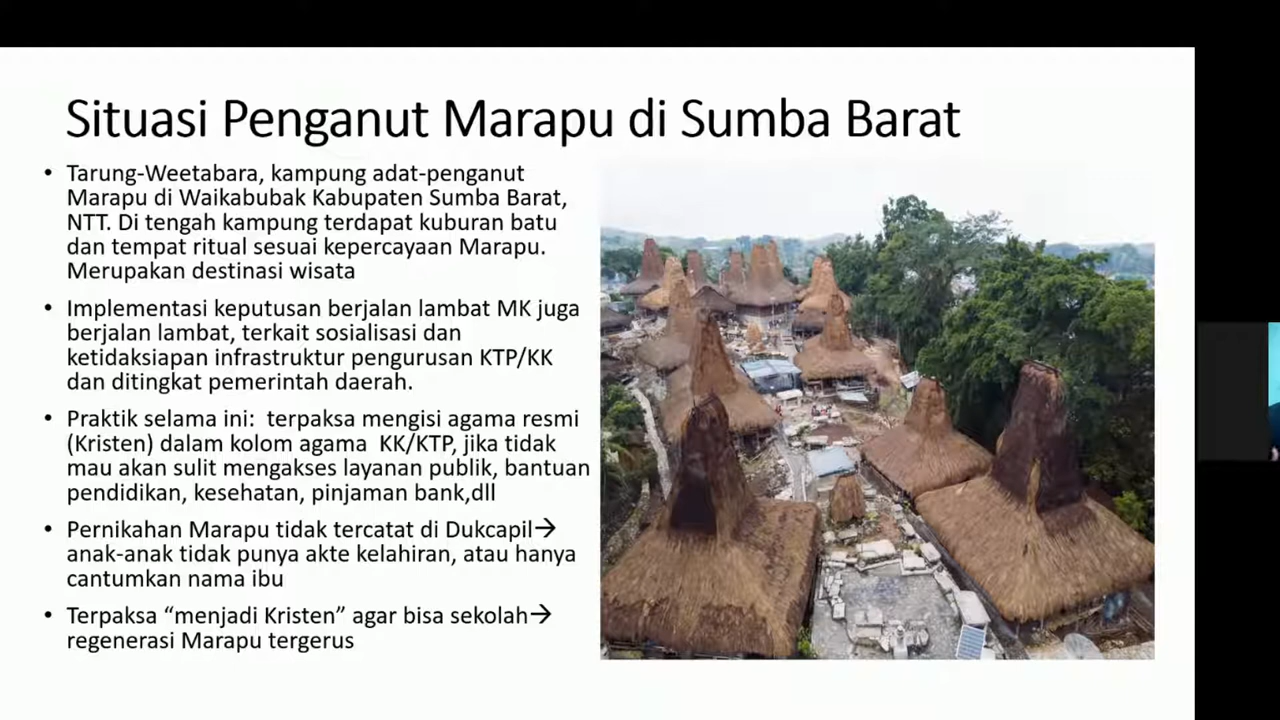 Situasi Penganut Marapu di Sumba Barat
• Tarung-Weetabara, kampung adat-penganut
Marapu di Waikabubak Kabupaten Sumba Barat,
NTT. Di tengah kampung terdapat kuburan batu
dan tempat ritual sesuai kepercayaan Marapu.
Merupakan destinasi wisata
• Implementasi keputusan berjalan lambat MK juga
berjalan lambat, terkait sosialisasi dan
ketidaksiapan infrastruktur pengurusan KTP/KK
dan ditingkat pemerintah daerah.
• Praktik selama ini:  terpaksa mengisi agama resmi
(Kristen) dalam kolom agama  KK/KTP, jika tidak
mau akan sulit mengakses layanan publik, bantuan
pendidikan, kesehatan, pinjaman bank,dll
• Pernikahan Marapu tidak tercatat di Dukcapil→
anak-anak tidak punya akte kelahiran, atau hanya
cantumkan nama ibu
• Terpaksa “menjadi Kristen” agar bisa sekolah→
regenerasi Marapu tergerus